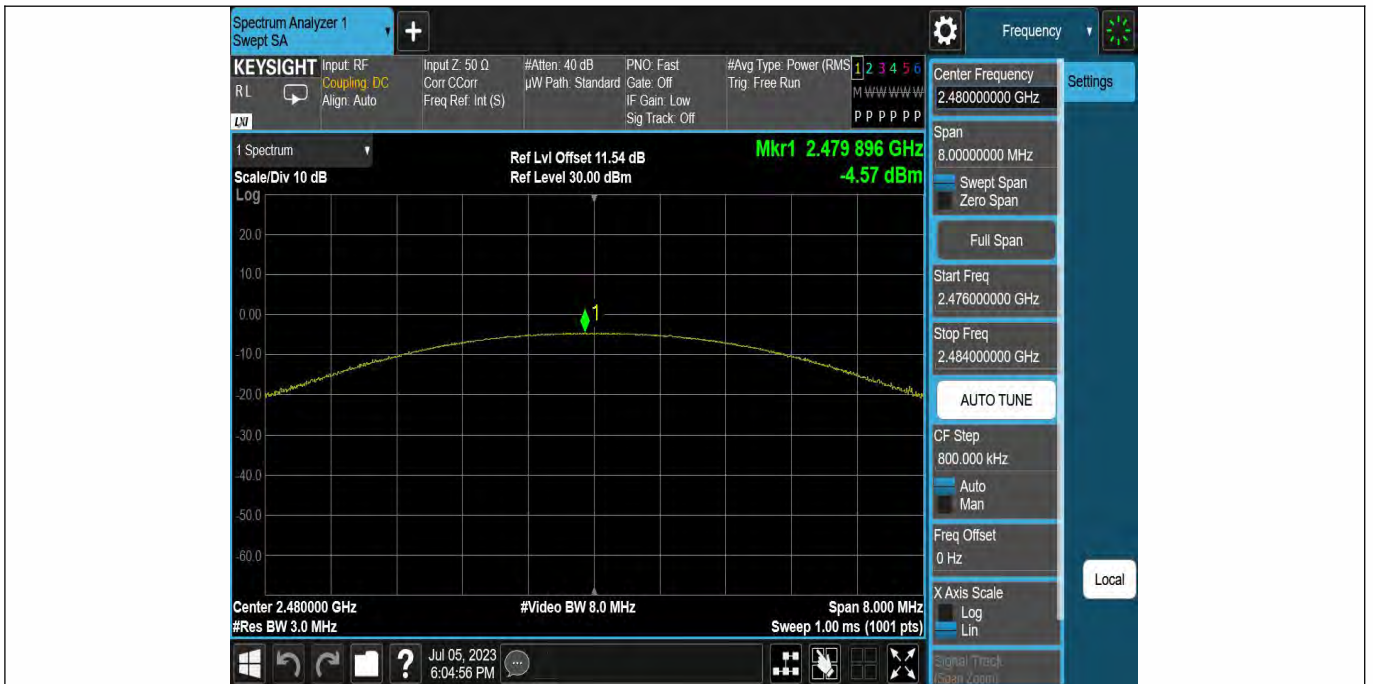 Spectrum Analyzer 1
Swept SA
Frequency
KEYSIGHT
RL
LXI
Input: RF
Coupling: DC
Align: Auto
Input Z: 50 Ω
Corr CCorr
Freq Ref: Int (S)
#Atten: 40 dB
µW Path: Standard
PNO: Fast
Gate: Off
IF Gain: Low
Sig Track: Off
#Avg Type: Power (RMS
Trig: Free Run
1 2 3 4 5 6
M W W W W W
P P P P P P
1 Spectrum
Scale/Div 10 dB
Log
Ref Lvl Offset 11.54 dB
Ref Level 30.00 dBm
Mkr1 2.479 896 GHz
-4.57 dBm
20.0
10.0
0.00
-10.0
-20.0
-30.0
-40.0
-50.0
-60.0
1
Center 2.480000 GHz
#Res BW 3.0 MHz
#Video BW 8.0 MHz
Span 8.000 MHz
Sweep 1.00 ms (1001 pts)
Center Frequency
2.480000000 GHz
Settings
Span
8.00000000 MHz
Swept Span
Zero Span
Full Span
Start Freq
2.476000000 GHz
Stop Freq
2.484000000 GHz
AUTO TUNE
CF Step
800.000 kHz
Auto
Man
Freq Offset
0 Hz
X Axis Scale
Log
Lin
Local
Signal Track
(Span Zoom)
?
Jul 05, 2023
6:04:56 PM